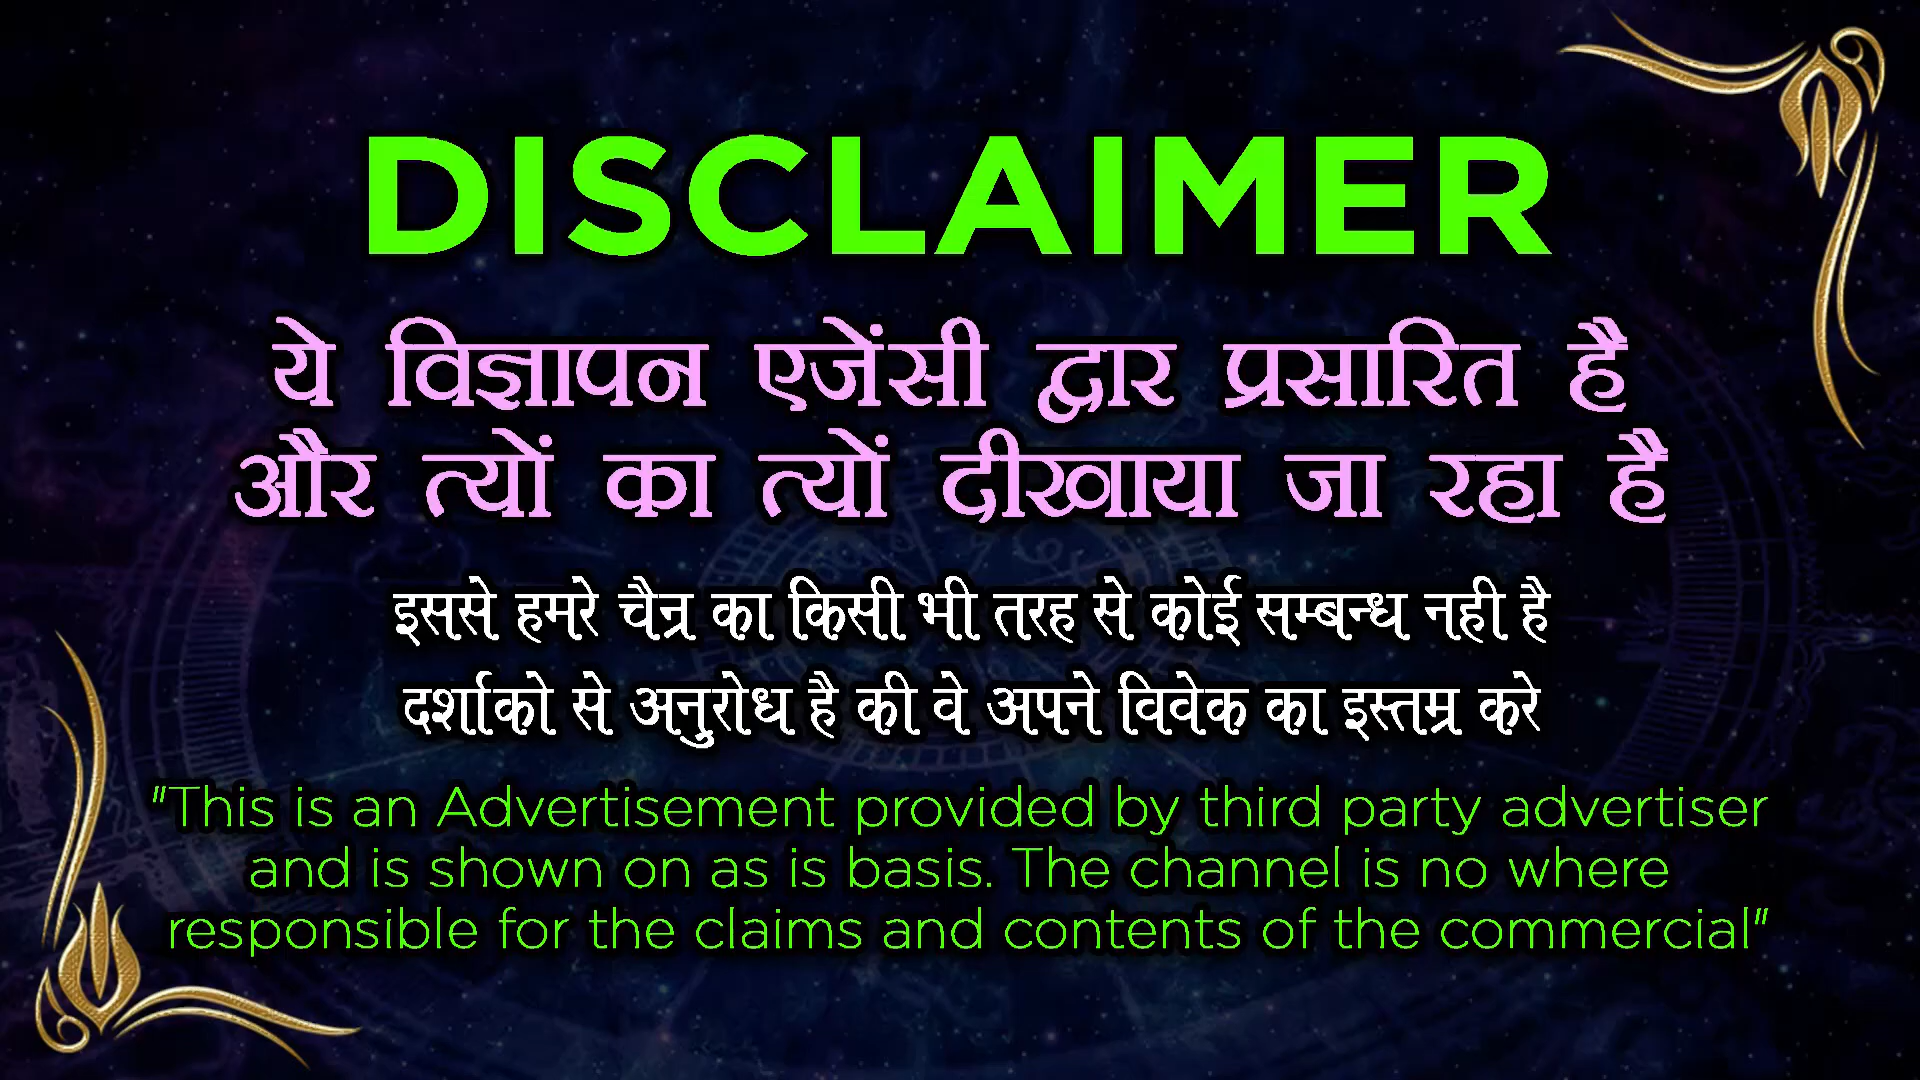 DISCLAIMER
ये विज्ञापन एजेंसी द्वार प्रसारित है
और त्यों का त्यों दीखाया जा रहा है
इससे हमरे चैन्र का किसी भी तरह से कोई सम्बन्ध नही है
दर्शाको से अनुरोध है की वे अपने विवेक का इस्तम्र करे
"This is an Advertisement provided by third party advertiser
and is shown on as is basis. The channel is no where
responsible for the claims and contents of the commercial"